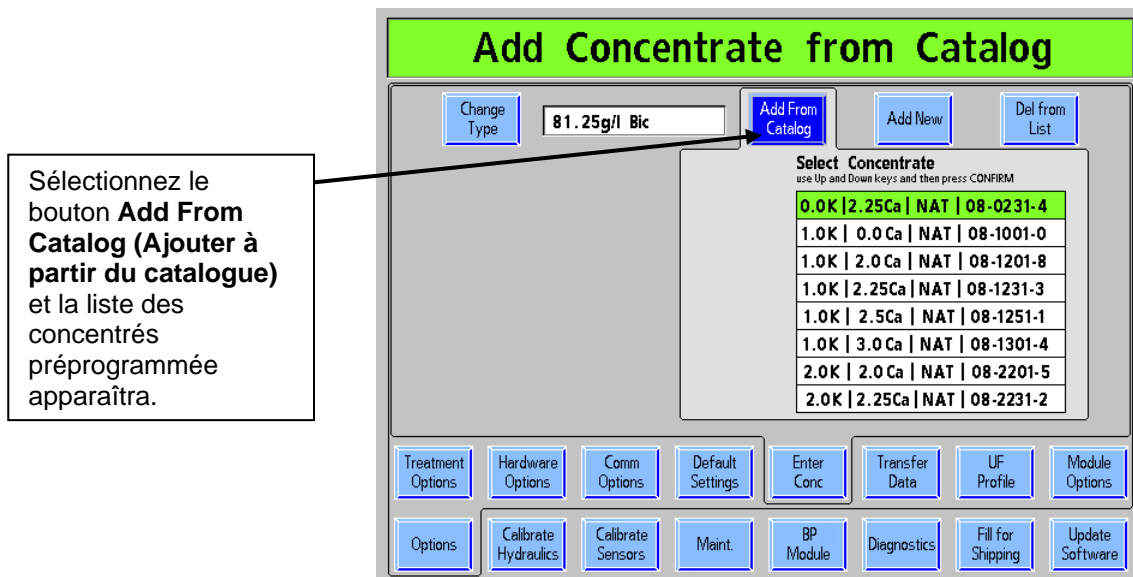 Add Concentrate from Catalog
Change
Type
81.25g/l Bic
Add From
Catalog
Add New
Del from
List
Sélectionnez le
bouton Add From
Catalog (Ajouter à
partir du catalogue)
et la liste des
concentrés
préprogrammée
apparaîtra.
Select Concentrate
use Up and Down keys and then press CONFIRM
0.0K | 2.25Ca | NAT | 08-0231-4
1.0K | 0.0 Ca | NAT | 08-1001-0
1.0K | 2.0 Ca | NAT | 08-1201-8
1.0K | 2.25Ca | NAT | 08-1231-3
1.0K | 2.5Ca | NAT | 08-1251-1
1.0K | 3.0 Ca | NAT | 08-1301-4
2.0K | 2.0 Ca | NAT | 08-2201-5
2.0K | 2.25Ca | NAT | 08-2231-2
Treatment
Options
Hardware
Options
Comm
Options
Default
Settings
Enter
Conc
Transfer
Data
UF
Profile
Module
Options
Options
Calibrate
Hydraulics
Calibrate
Sensors
Maint.
BP
Module
Diagnostics
Fill for
Shipping
Update
Software